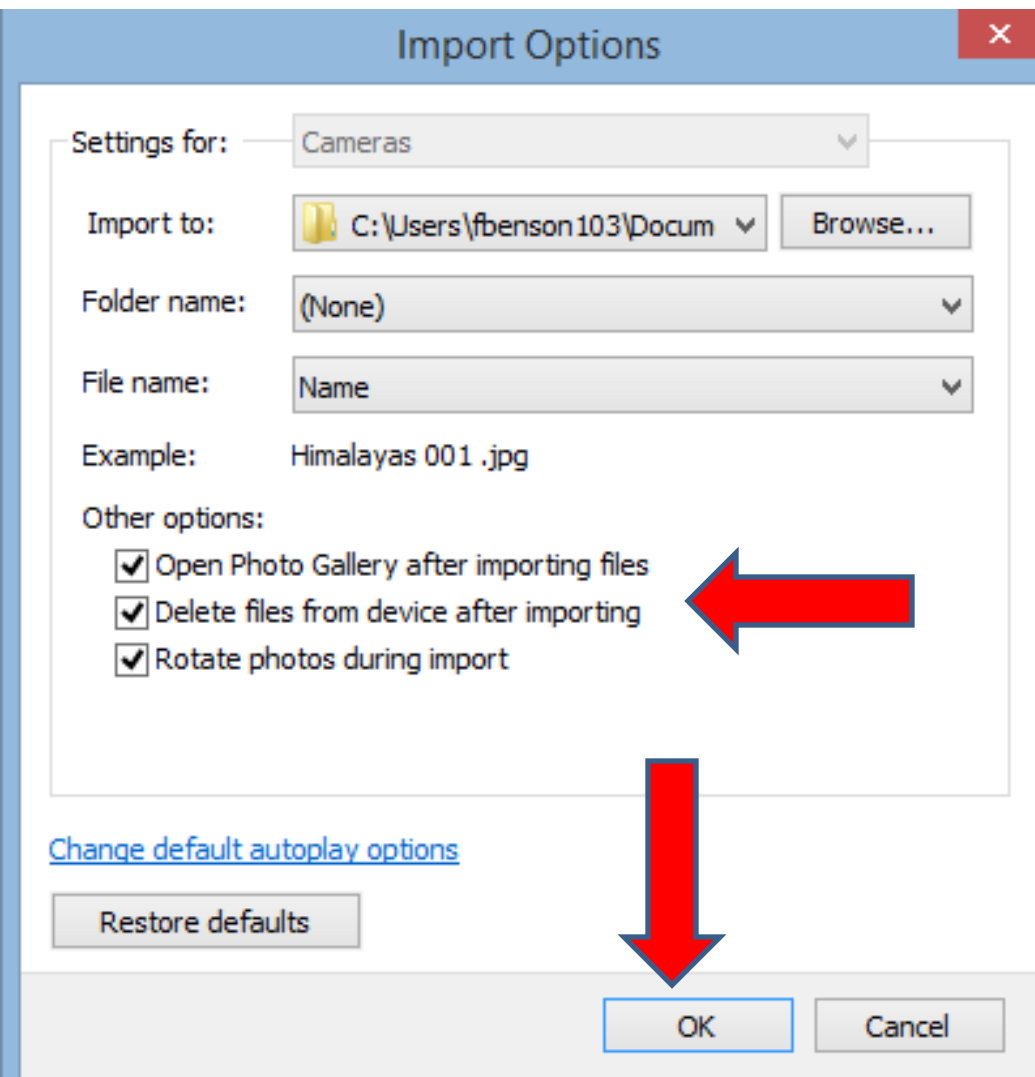 Import Options
Settings for: Cameras
Import to: C:\Users\fbenson103\Docum Browse...
Folder name: (None)
File name: Name
Example: Himalayas 001 .jpg
Other options:
Open Photo Gallery after importing files
Delete files from device after importing
Rotate photos during import
Change default autoplay options
Restore defaults
OK Cancel